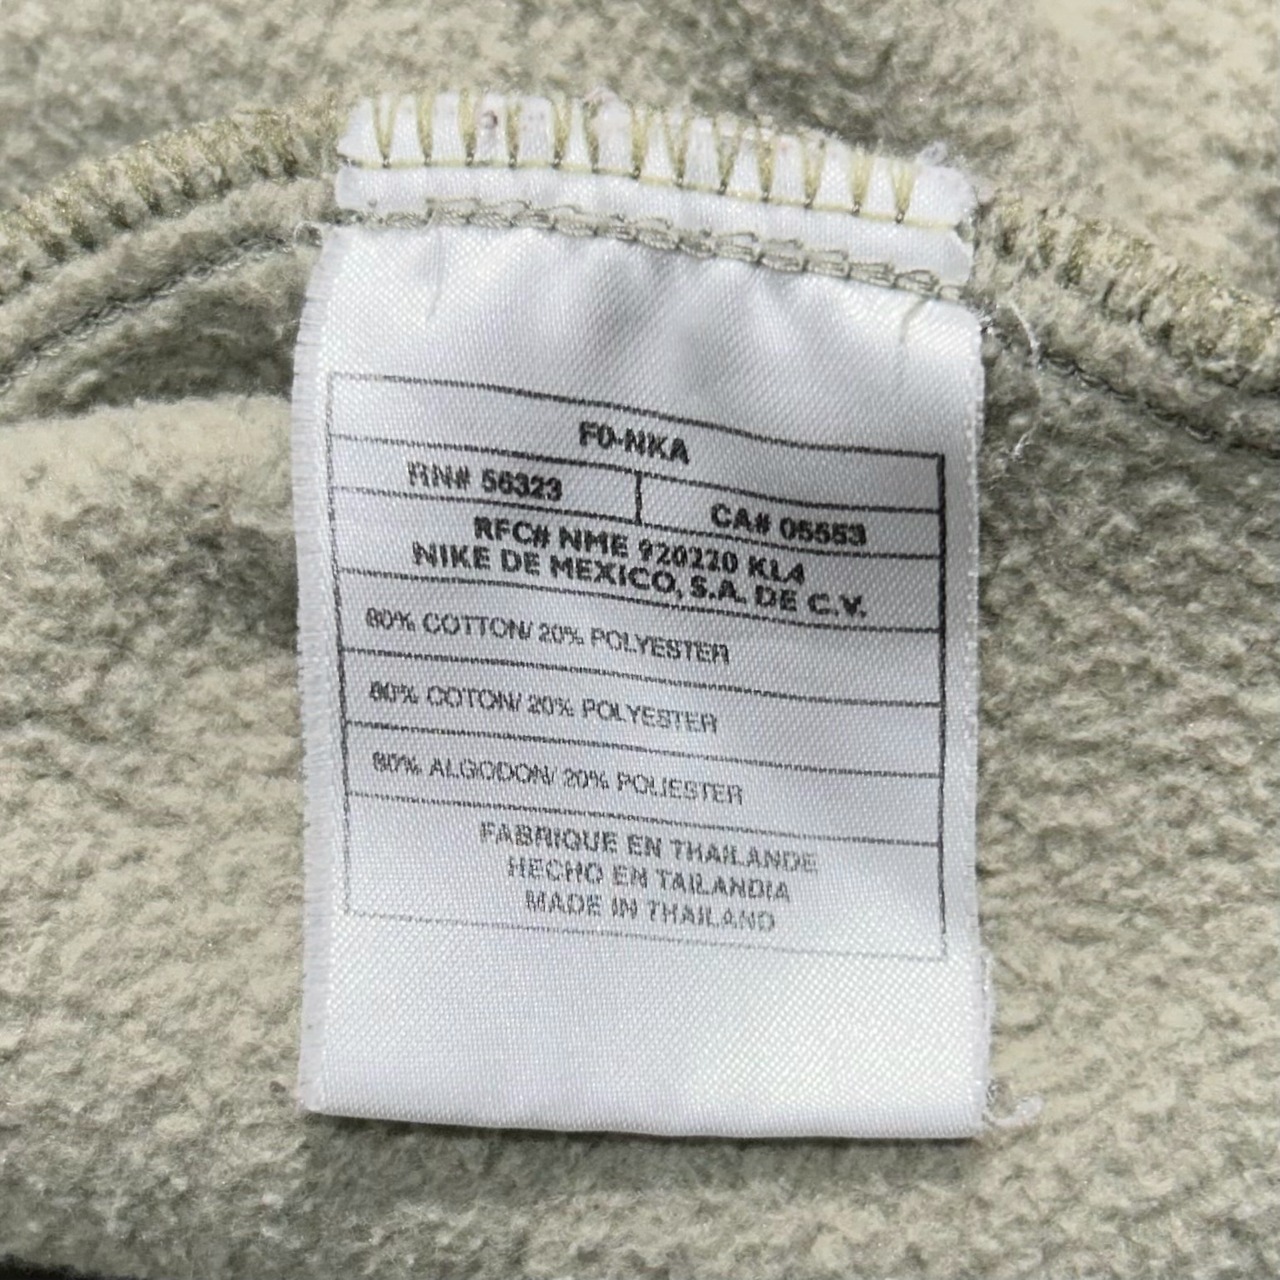 F0-NKA
RN# 56323
CA# 05553
RFC# NME 920220 KL4
NIKE DE MEXICO, S.A. DE C.V.
80% COTTON/ 20% POLYESTER
80% COTON/ 20% POLYESTER
80% ALGODON/ 20% POLIESTER
FABRIQUE EN THAILANDE
HECHO EN TAILANDIA
MADE IN THAILAND